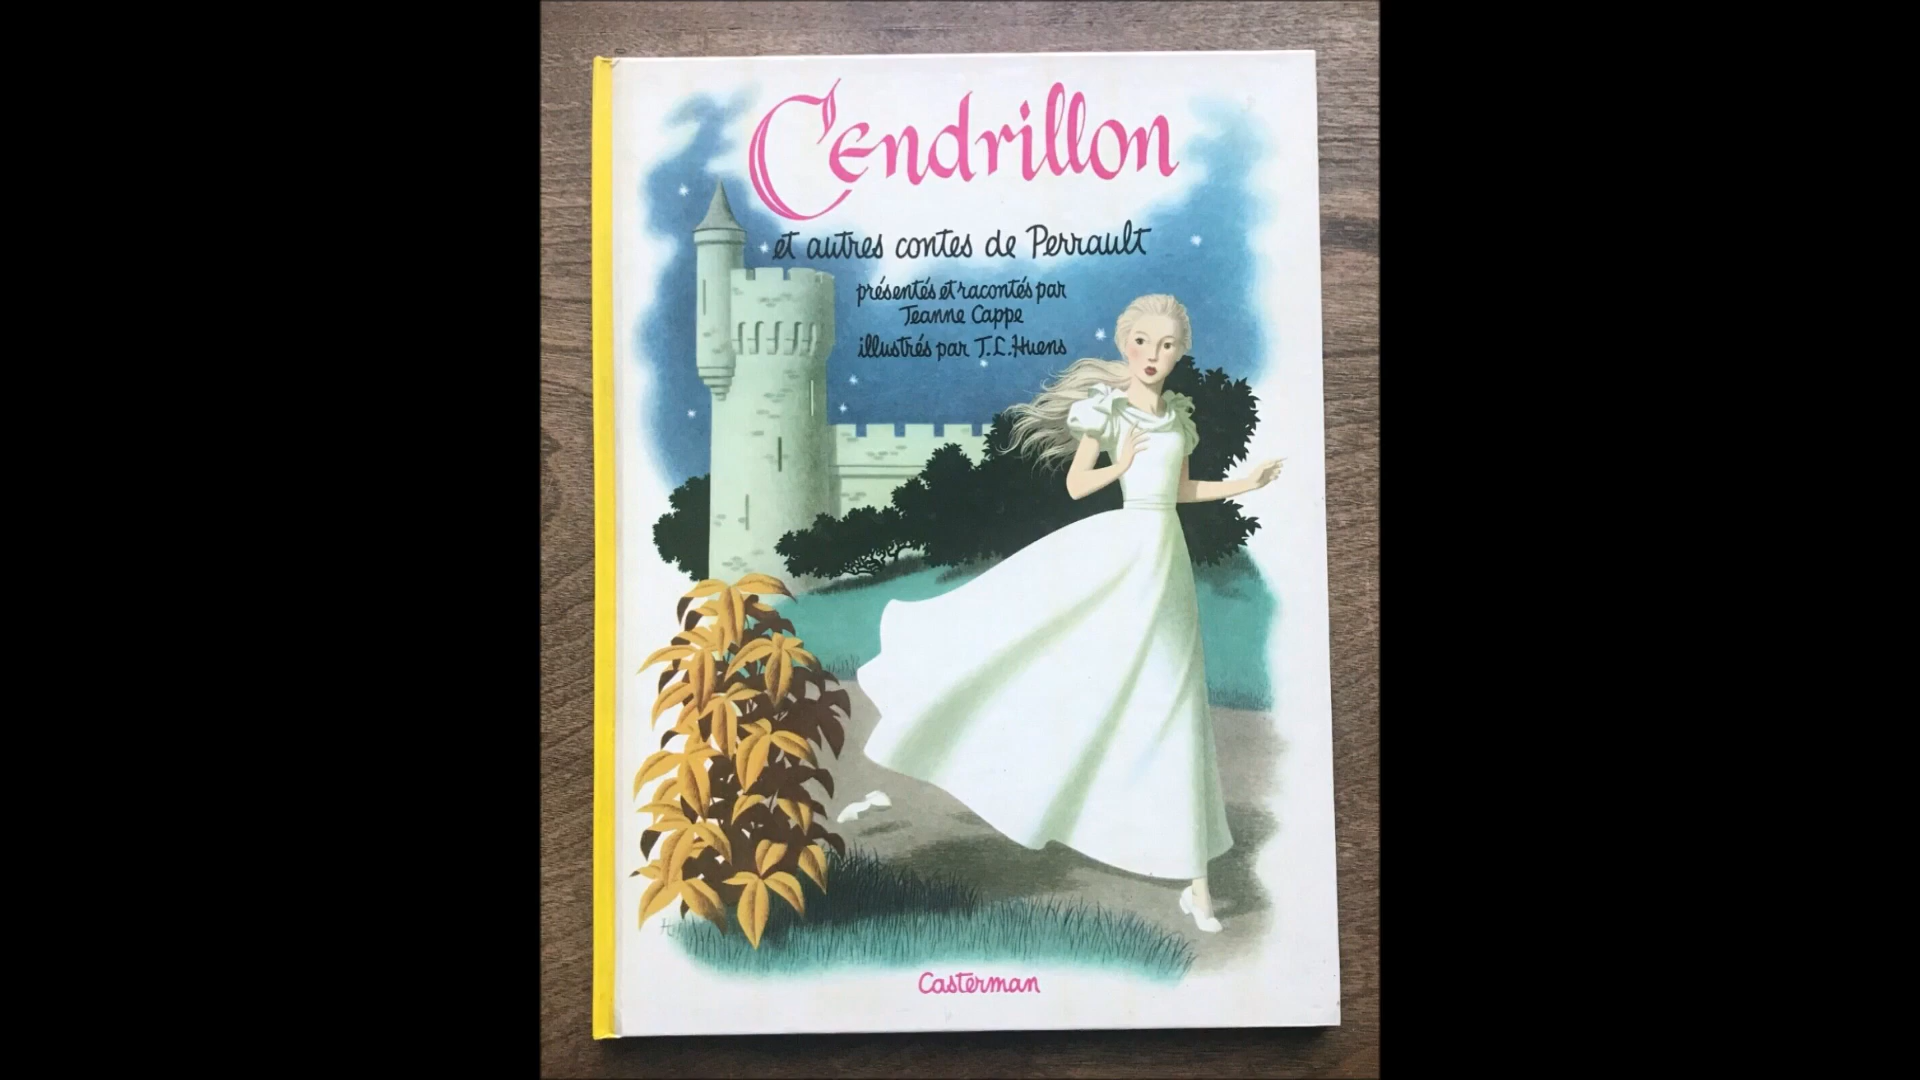 Cendrillon
et autres contes de Perrault
présentés et racontés par
Jeanne Cappe
illustrés par J.L.Huens
H
Casterman